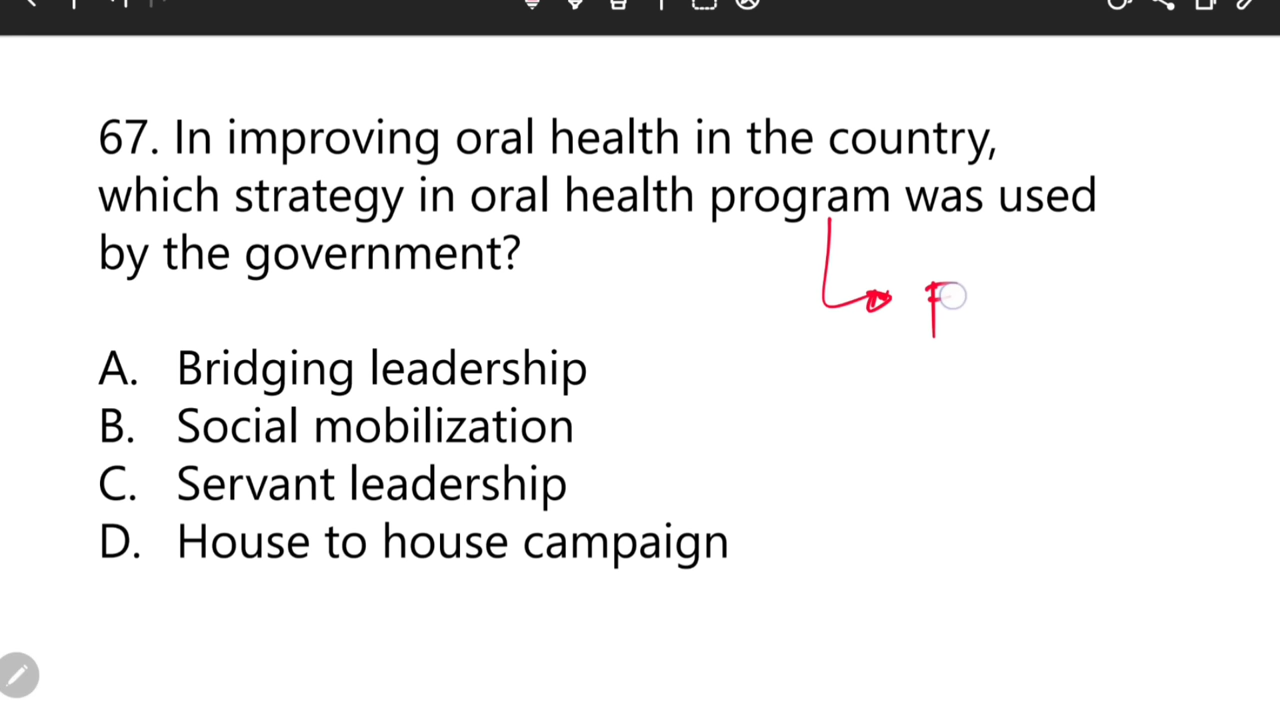 67. In improving oral health in the country,
which strategy in oral health program was used
by the government?
A. Bridging leadership
B. Social mobilization
C. Servant leadership
D. House to house campaign